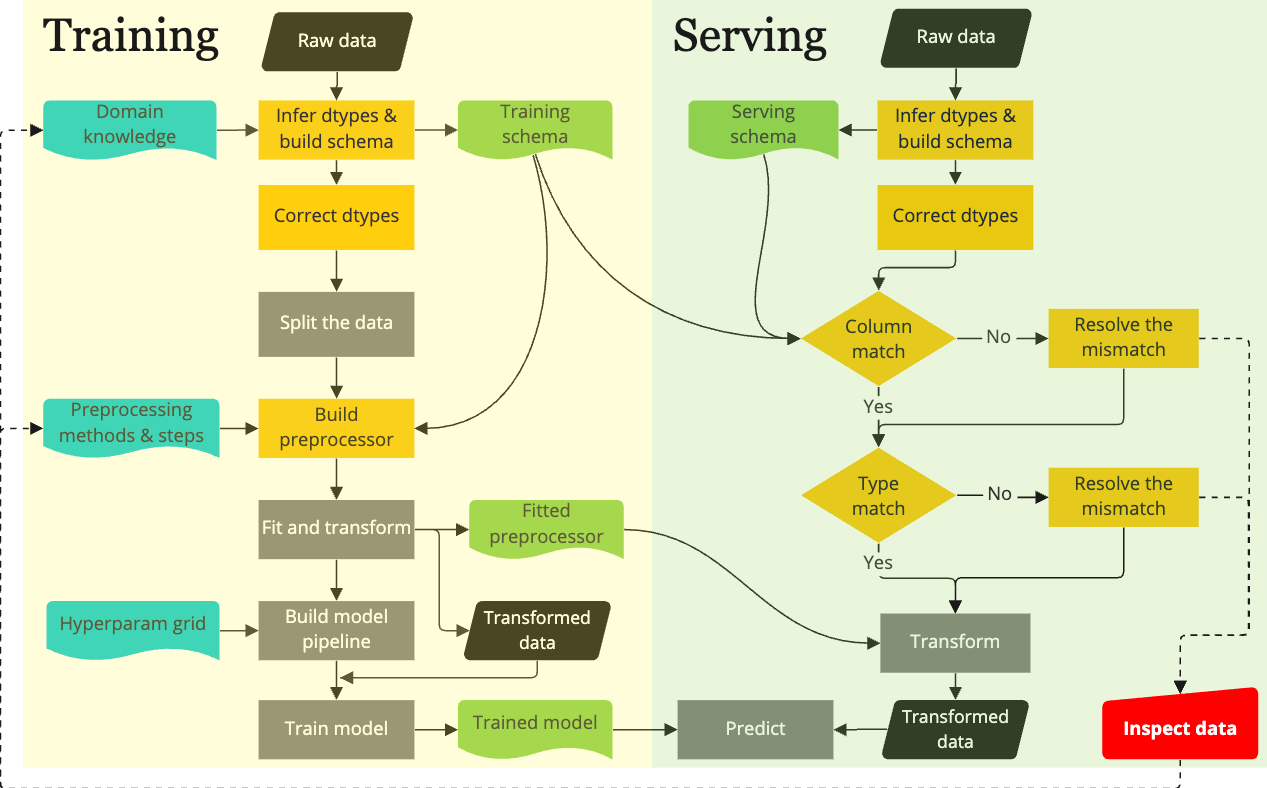 Training
Raw data
Domain
knowledge
Infer dtypes &
build schema
Training
schema
Correct dtypes
Split the data
Preprocessing
methods & steps
Build
preprocessor
Fit and transform
Fitted
preprocessor
Hyperparam grid
Build model
pipeline
Transformed
data
Train model
Trained model
Serving
Raw data
Serving
schema
Infer dtypes &
build schema
Correct dtypes
Column
match
No
Resolve the
mismatch
Yes
Type
match
No
Resolve the
mismatch
Yes
Transform
Predict
Transformed
data
Inspect data